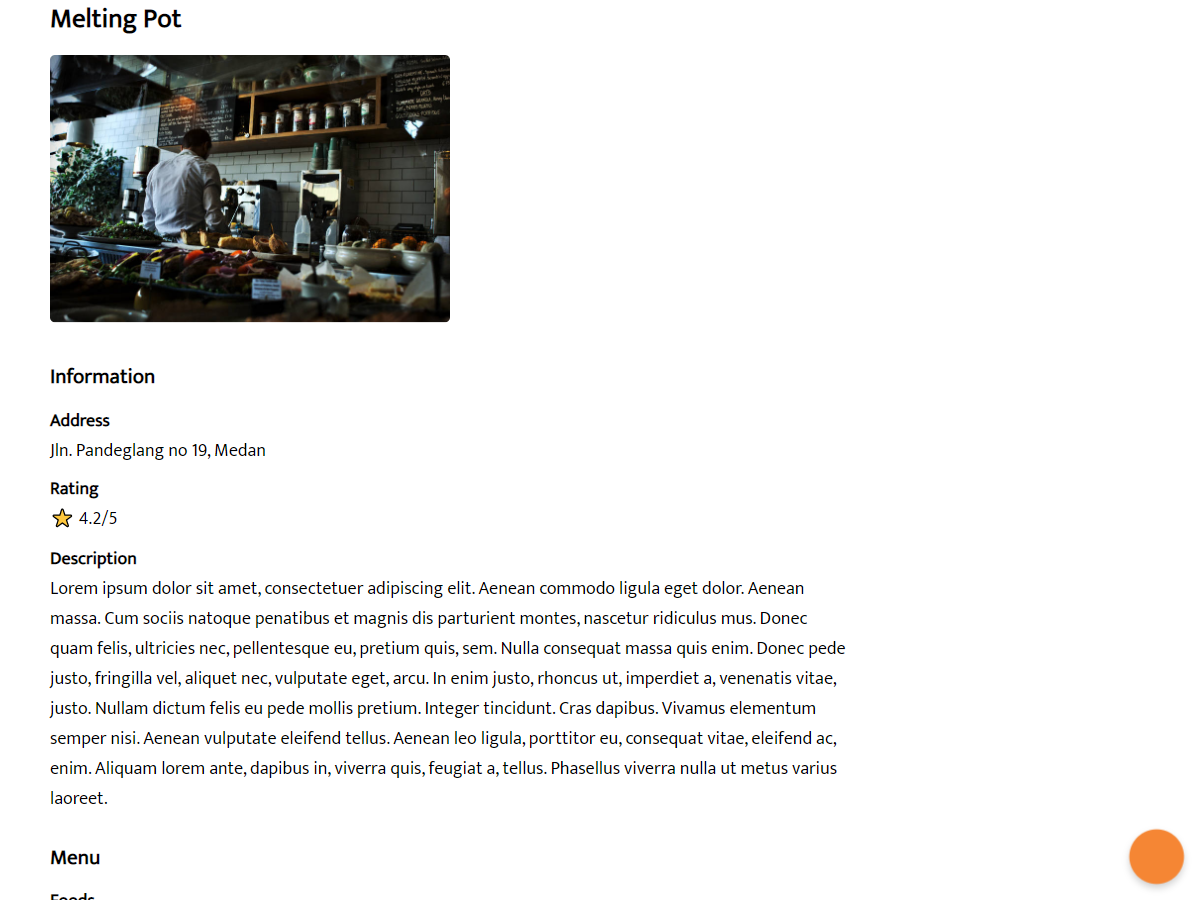 Melting Pot
Information
Address
Jln. Pandeglang no 19, Medan
Rating
4.2/5
Description
Lorem ipsum dolor sit amet, consectetuer adipiscing elit. Aenean commodo ligula eget dolor. Aenean
massa. Cum sociis natoque penatibus et magnis dis parturient montes, nascetur ridiculus mus. Donec
quam felis, ultricies nec, pellentesque eu, pretium quis, sem. Nulla consequat massa quis enim. Donec pede
justo, fringilla vel, aliquet nec, vulputate eget, arcu. In enim justo, rhoncus ut, imperdiet a, venenatis vitae,
justo. Nullam dictum felis eu pede mollis pretium. Integer tincidunt. Cras dapibus. Vivamus elementum
semper nisi. Aenean vulputate eleifend tellus. Aenean leo ligula, porttitor eu, consequat vitae, eleifend ac,
enim. Aliquam lorem ante, dapibus in, viverra quis, feugiat a, tellus. Phasellus viverra nulla ut metus varius
laoreet.
Menu
Foods